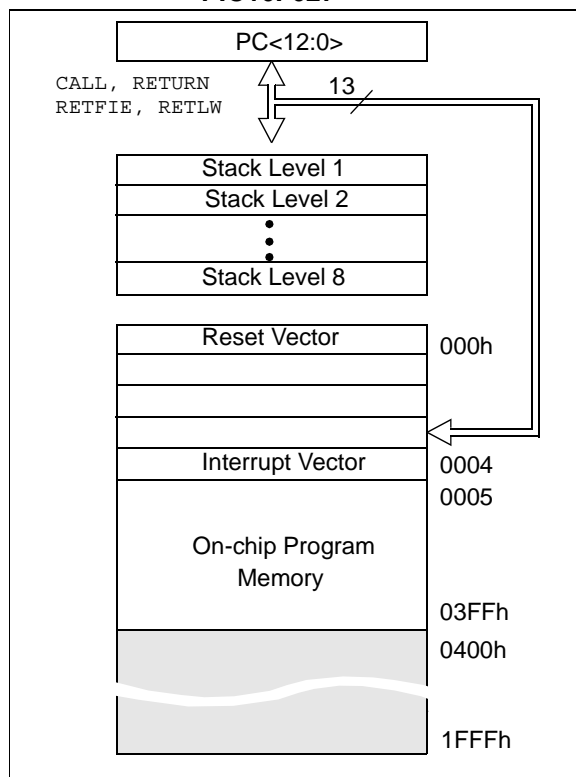 PC<12:0>
CALL, RETURN
13
RETFIE, RETLW
Stack Level 1
Stack Level 2
Stack Level 8
Reset Vector
000h
Interrupt Vector
0004
0005
On-chip Program
Memory
03FFh
0400h
1FFFh